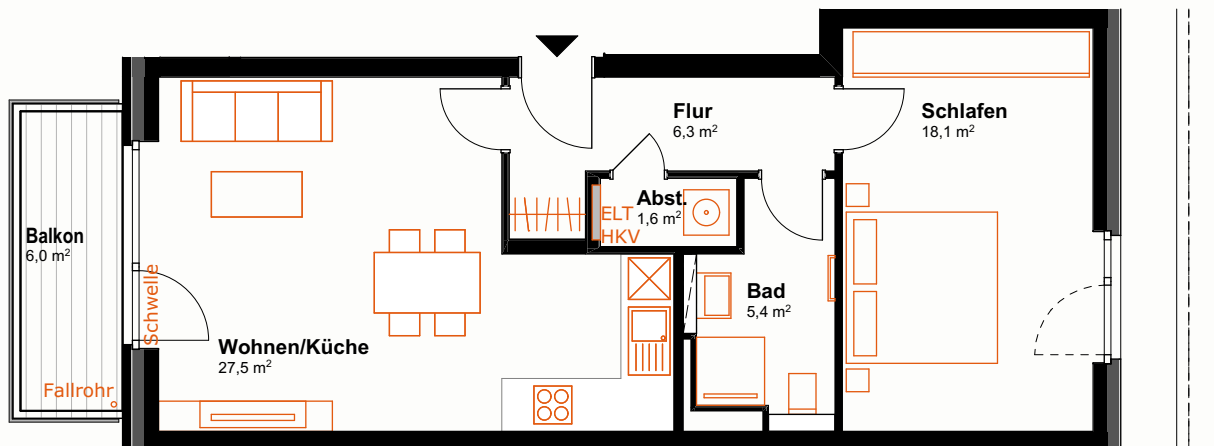 Flur
6,3 m²
Schlafen
18,1 m²
Abst.
1,6 m²
ELT
HKV
Balkon
6,0 m²
Schwelle
Bad
5,4 m²
Wohnen/Küche
27,5 m²
Fallrohr